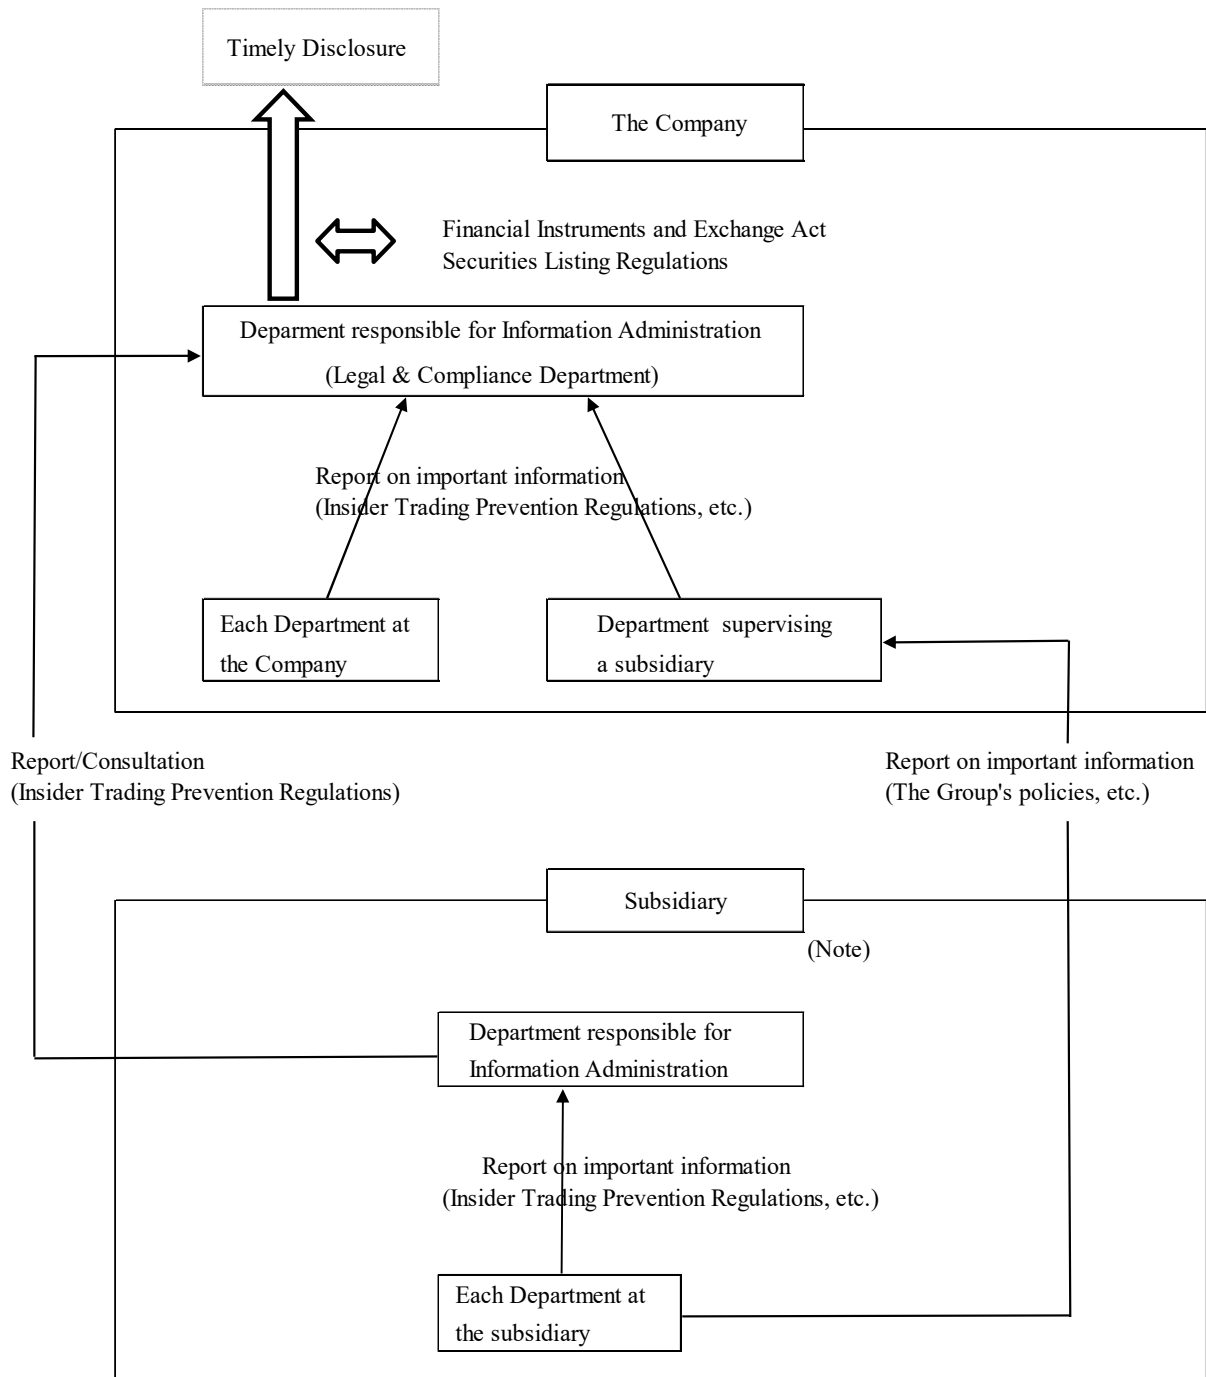 Timely Disclosure
The Company
Financial Instruments and Exchange Act
Securities Listing Regulations
Deparment responsible for Information Administration
(Legal & Compliance Department)
Report on important information
(Insider Trading Prevention Regulations, etc.)
Each Department at
the Company
Department supervising
a subsidiary
Report/Consultation
(Insider Trading Prevention Regulations)
Report on important information
(The Group's policies, etc.)
Subsidiary
(Note)
Department responsible for
Information Administration
Report on important information
(Insider Trading Prevention Regulations, etc.)
Each Department at
the subsidiary